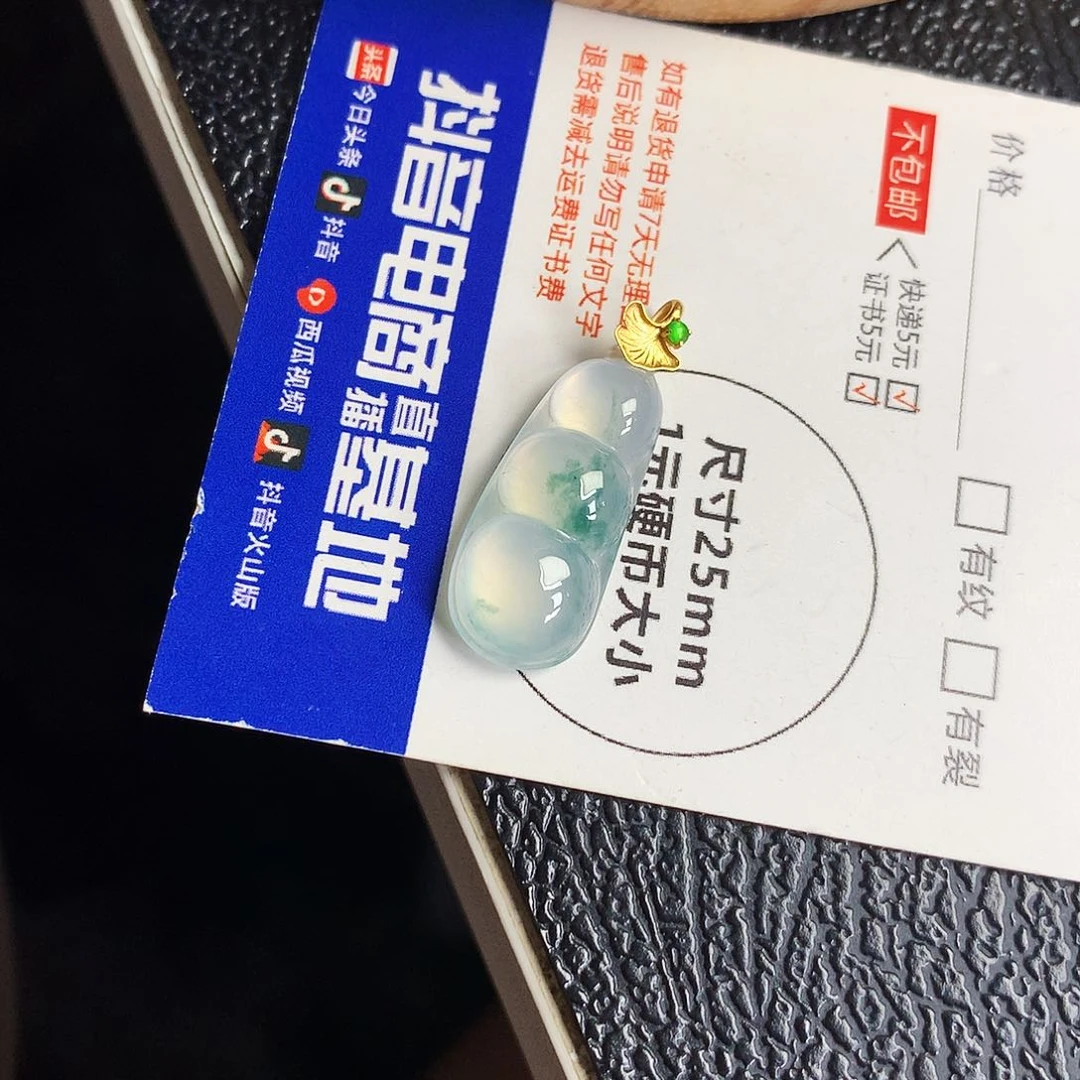 价格
不包邮
快递5元
证书5元
有纹
有裂
如有退货申请7天无理
售后说明请勿写任何文字
退货需减去运费证书费
尺寸25mm
1元硬币大小
抖音电商直播基地
头条
今日头条
抖音
西瓜视频
抖音火山版